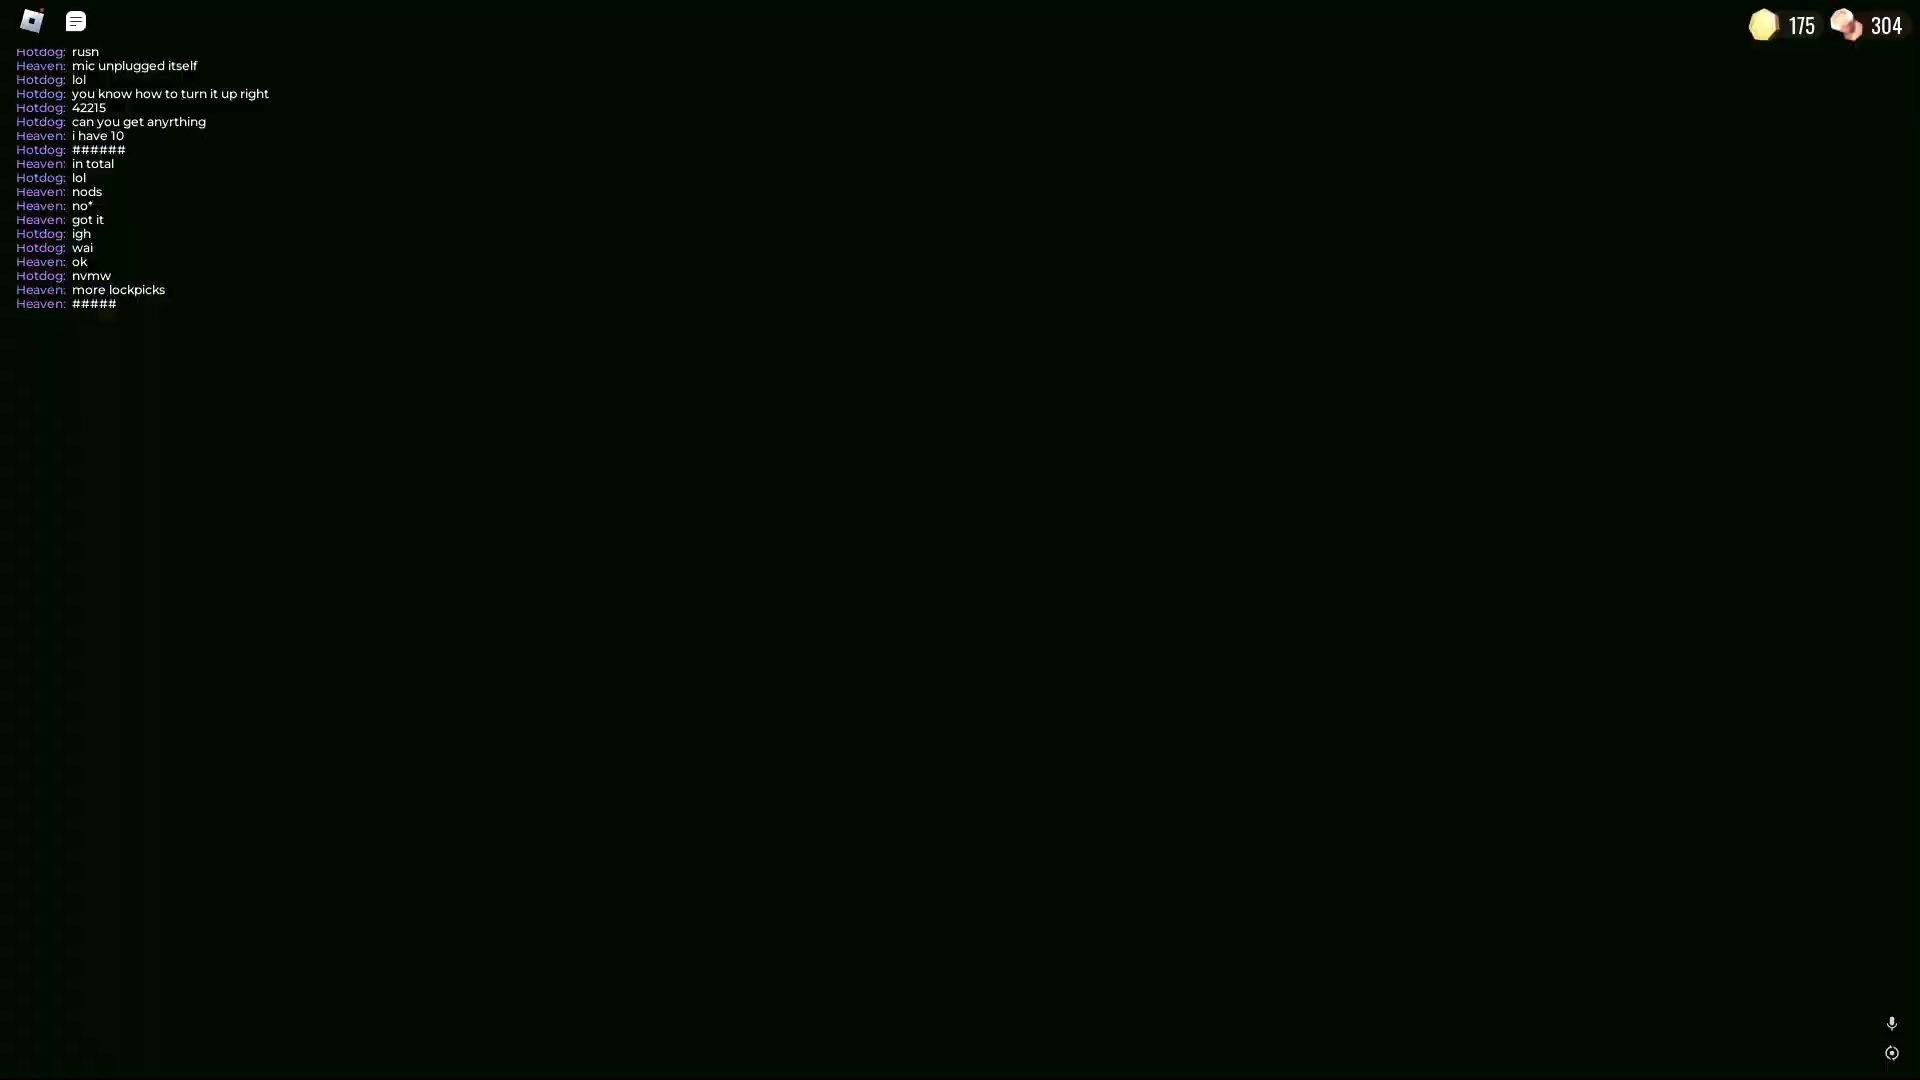 175 304
Hotdog: rush
Heaven: mic unplugged itself
Hotdog: lol
Hotdog: you know how to turn it up right
Hotdog: 42215
Hotdog: can you get anyrthing
Heaven: i have 10
Hotdog: ######
Heaven: in total
Hotdog: lol
Heaven: nods
Heaven: no*
Heaven: got it
Hotdog: igh
Hotdog: wai
Heaven: ok
Hotdog: nvmw
Heaven: more lockpicks
Heaven: #####